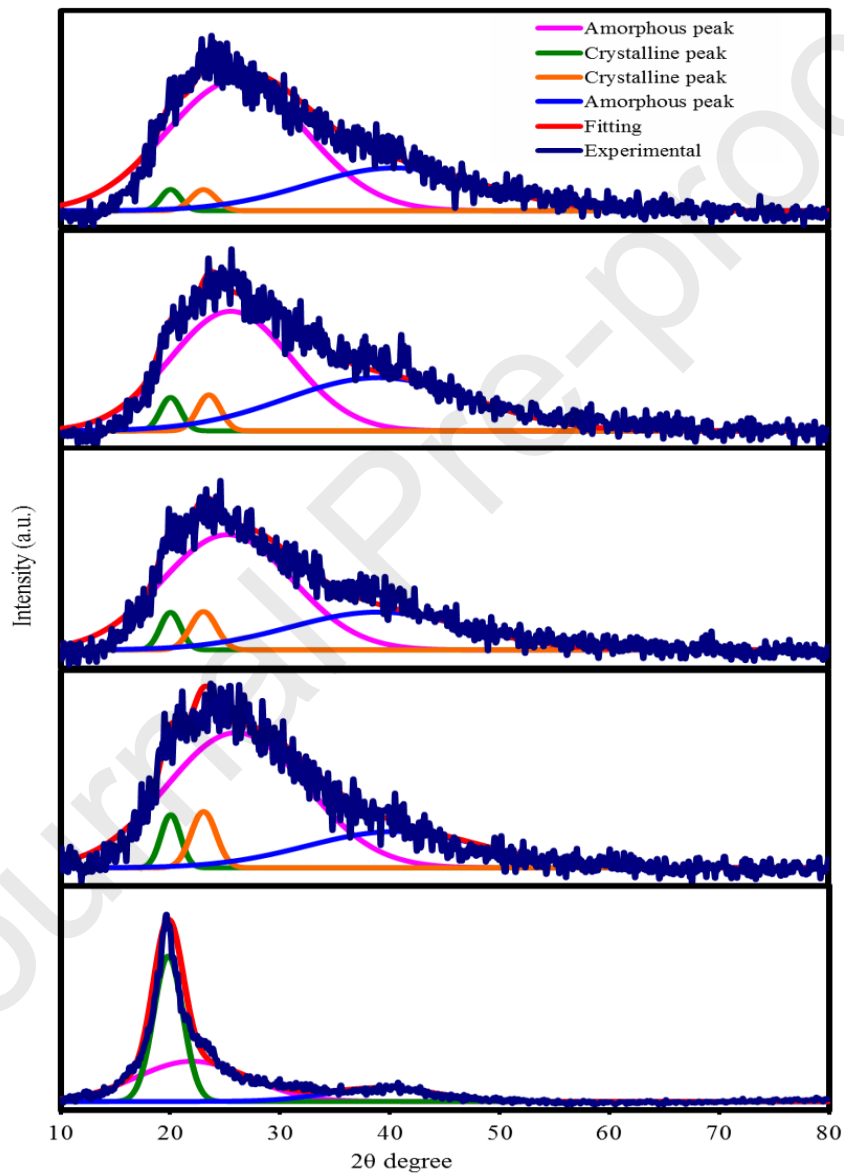 Amorphous peak
Crystalline peak
Crystalline peak
Amorphous peak
Fitting
Experimental
Intensity (a.u.)
10 20 30 40 50 60 70 80
2θ degree
Journal Pre-proo